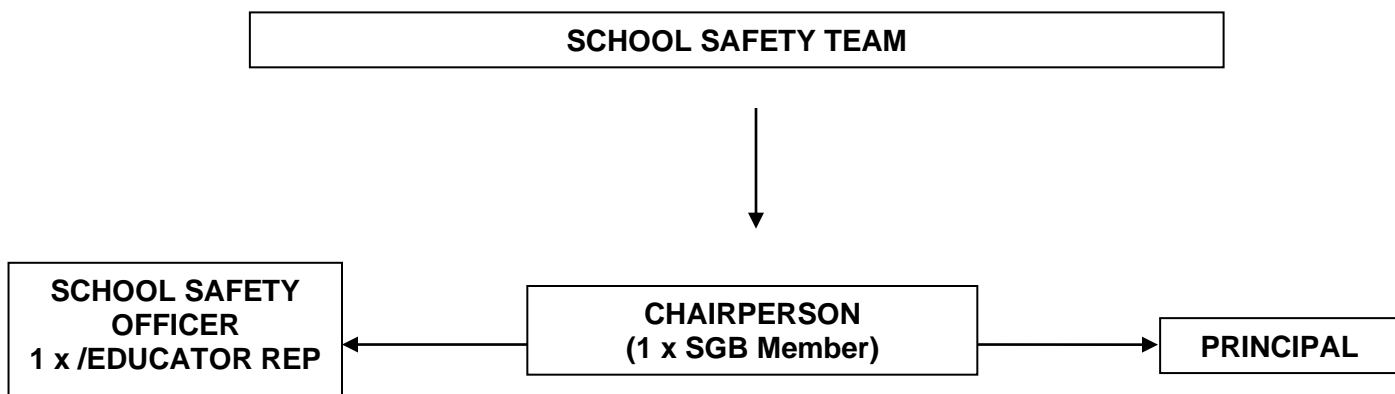 SCHOOL SAFETY TEAM
SCHOOL SAFETY
OFFICER
1 x /EDUCATOR REP
CHAIRPERSON
(1 x SGB Member)
PRINCIPAL